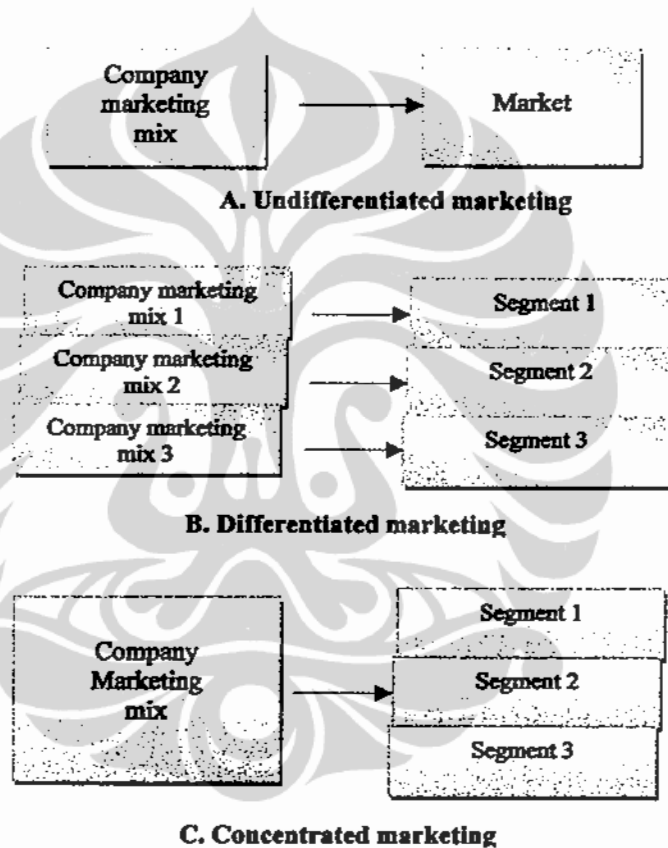 Company
marketing
mix
Market
A. Undifferentiated marketing
Company marketing
mix 1
Segment 1
Company marketing
mix 2
Segment 2
Company marketing
mix 3
Segment 3
B. Differentiated marketing
Company
Marketing
mix
Segment 1
Segment 2
Segment 3
C. Concentrated marketing